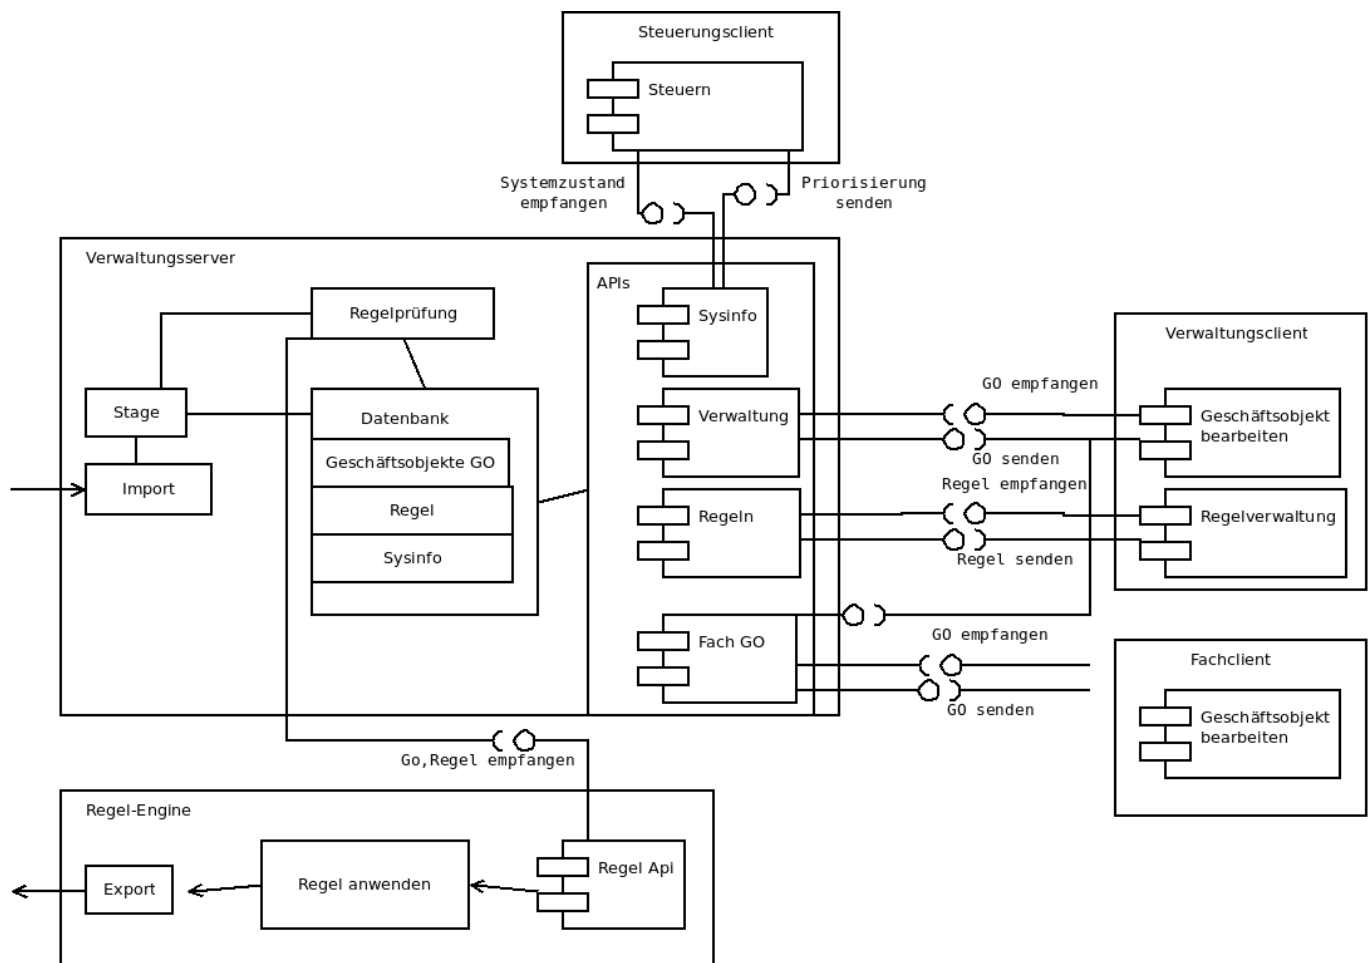 Steuerungsclient
Steuern
Systemzustand
empfangen
Priorisierung
senden
Verwaltungsserver
APIs
Regelprüfung
Sysinfo
Stage
Datenbank
Geschäftsobjekte GO
Regel
Sysinfo
Import
Verwaltung
Regeln
Fach GO
GO empfangen
GO senden
Regel empfangen
Regel senden
GO empfangen
GO senden
Verwaltungsclient
Geschäftsobjekt
bearbeiten
Regelverwaltung
Fachclient
Geschäftsobjekt
bearbeiten
Go,Regel empfangen
Regel-Engine
Export
Regel anwenden
Regel Api